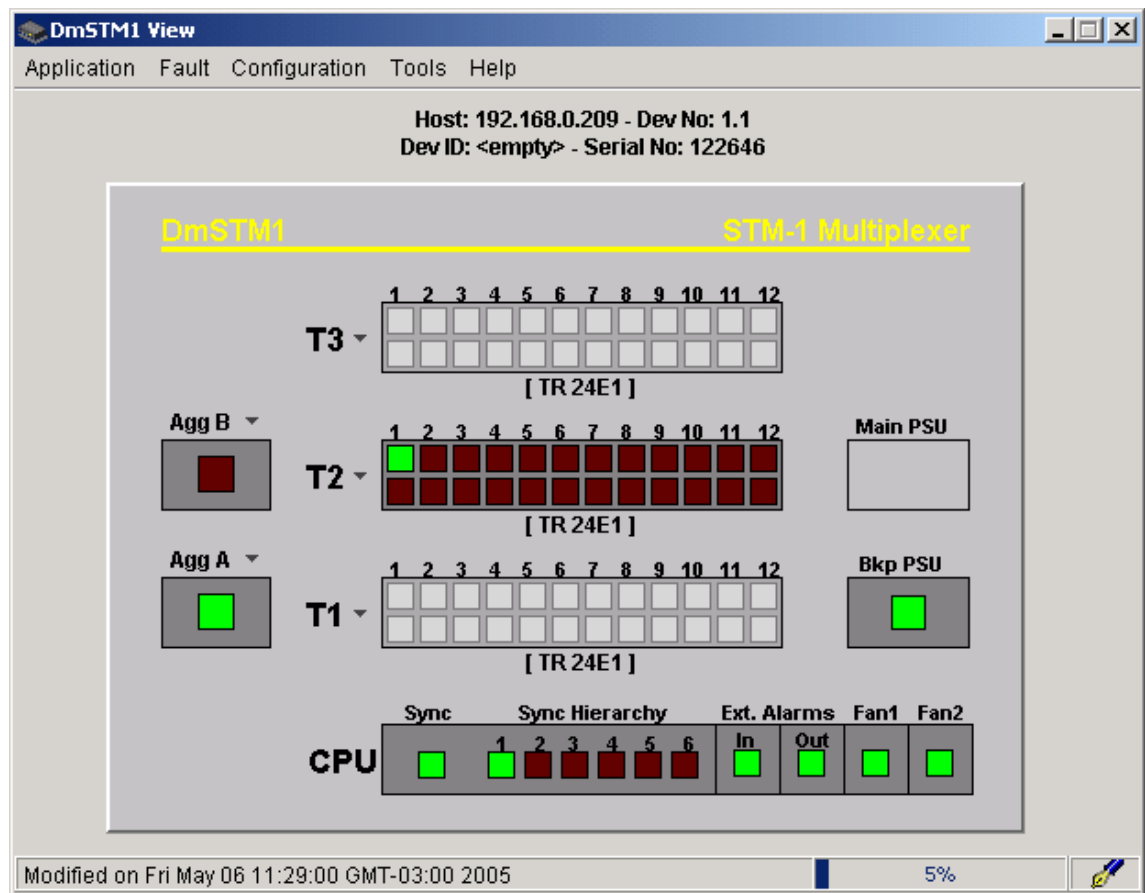 DmSTM1 View
Application Fault Configuration Tools Help
Host: 192.168.0.209 - Dev No: 1.1
Dev ID: <empty> - Serial No: 122646
DmSTM1 STM-1 Multiplexer
1 2 3 4 5 6 7 8 9 10 11 12
T3
[ TR 24E1 ]
Agg B
1 2 3 4 5 6 7 8 9 10 11 12
Main PSU
T2
[ TR 24E1 ]
Agg A
1 2 3 4 5 6 7 8 9 10 11 12
Bkp PSU
T1
[ TR 24E1 ]
Sync Sync Hierarchy Ext. Alarms Fan1 Fan2
1 2 3 4 5 6 In Out
CPU
Modified on Fri May 06 11:29:00 GMT-03:00 2005 5%